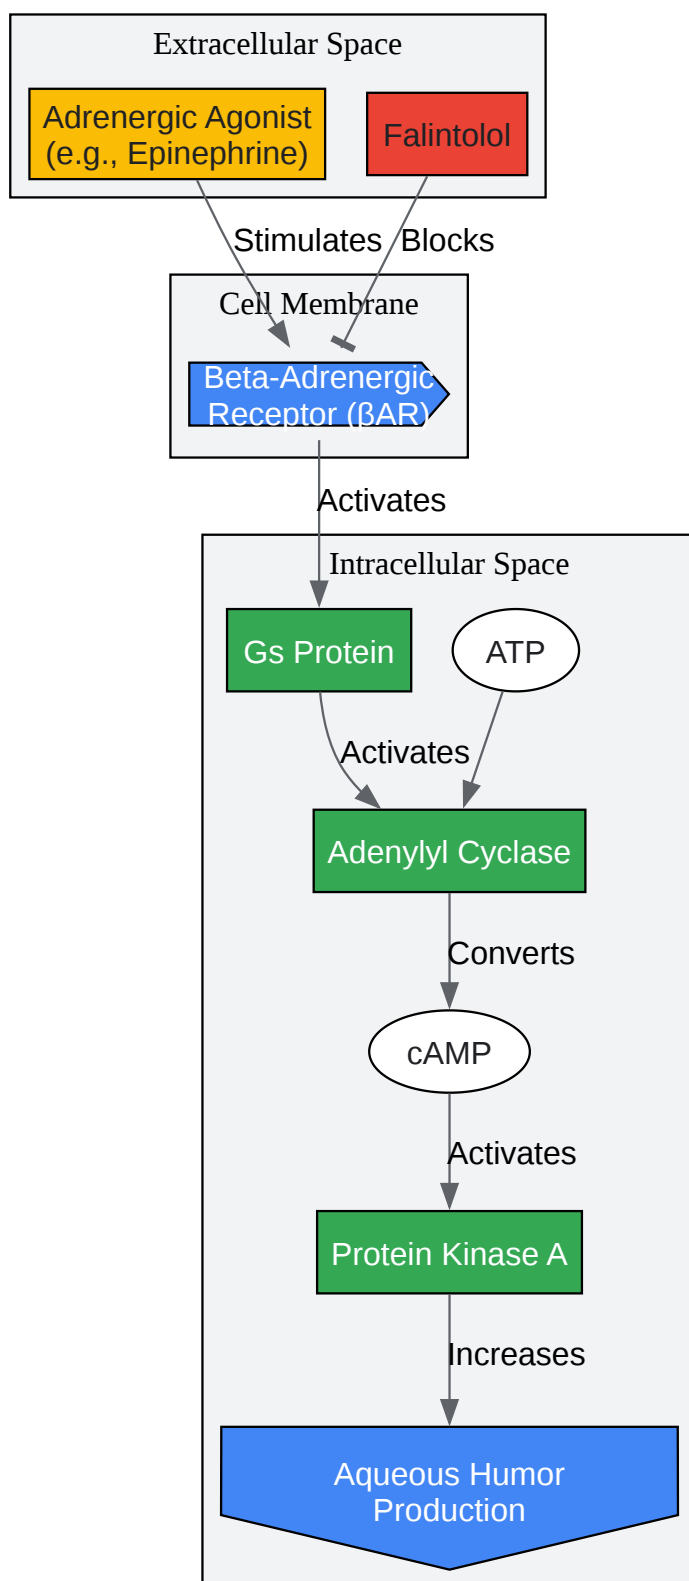 Extracellular Space
Adrenergic Agonist
(e.g., Epinephrine)
Falintolol
Stimulates
Blocks
Cell Membrane
Beta-Adrenergic
Receptor (βAR)
Activates
Intracellular Space
Gs Protein
ATP
Activates
Adenylyl Cyclase
Converts
cAMP
Activates
Protein Kinase A
Increases
Aqueous Humor
Production